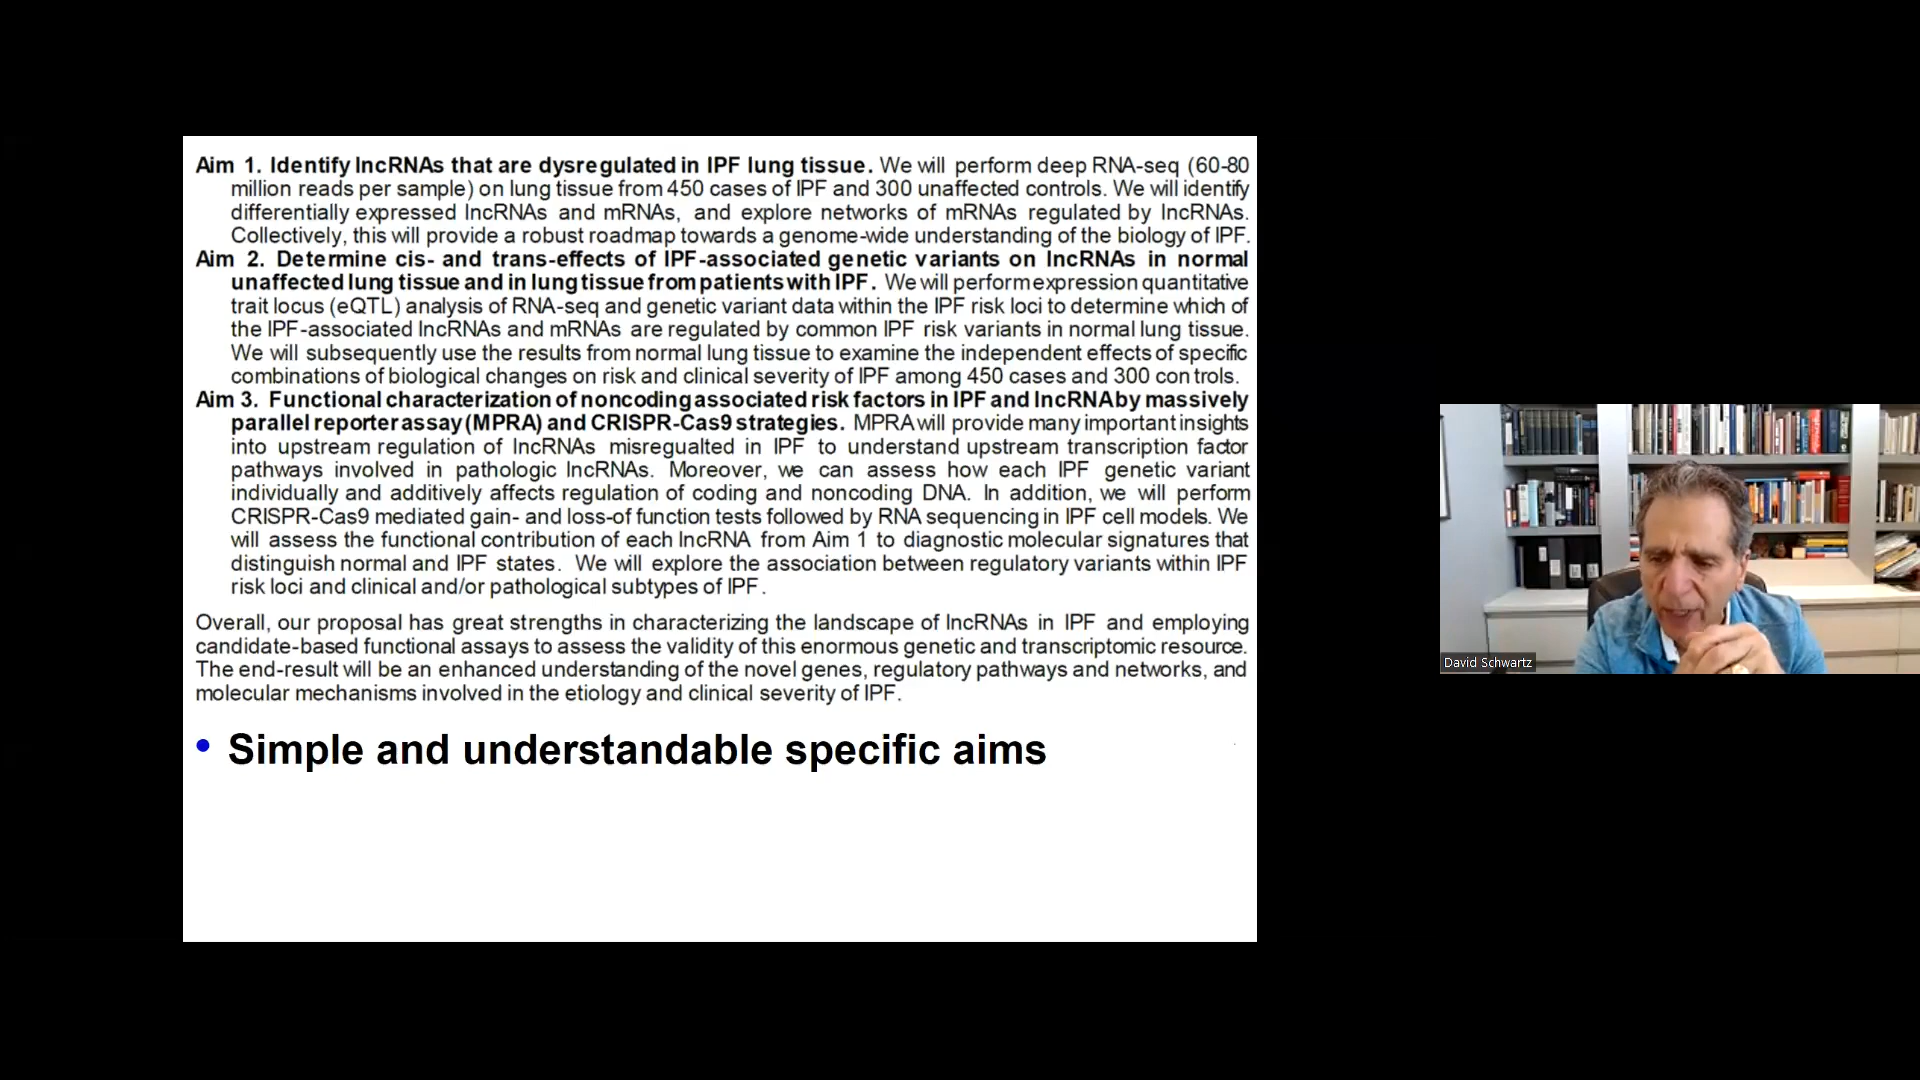 Aim 1. Identify lncRNAs that are dysregulated in IPF lung tissue. We will perform deep RNA-seq (60-80
million reads per sample) on lung tissue from 450 cases of IPF and 300 unaffected controls. We will identify
differentially expressed lncRNAs and mRNAs, and explore networks of mRNAs regulated by lncRNAs.
Collectively, this will provide a robust roadmap towards a genome-wide understanding of the biology of IPF.
Aim 2. Determine cis- and trans-effects of IPF-associated genetic variants on lncRNAs in normal
unaffected lung tissue and in lung tissue from patients with IPF. We will perform expression quantitative
trait locus (eQTL) analysis of RNA-seq and genetic variant data within the IPF risk loci to determine which of
the IPF-associated lncRNAs and mRNAs are regulated by common IPF risk variants in normal lung tissue.
We will subsequently use the results from normal lung tissue to examine the independent effects of specific
combinations of biological changes on risk and clinical severity of IPF among 450 cases and 300 controls.
Aim 3. Functional characterization of noncoding associated risk factors in IPF and lncRNA by massively
parallel reporter assay (MPRA) and CRISPR-Cas9 strategies. MPRA will provide many important insights
into upstream regulation of lncRNAs misregualted in IPF to understand upstream transcription factor
pathways involved in pathologic lncRNAs. Moreover, we can assess how each IPF genetic variant
individually and additively affects regulation of coding and noncoding DNA. In addition, we will perform
CRISPR-Cas9 mediated gain- and loss-of function tests followed by RNA sequencing in IPF cell models. We
will assess the functional contribution of each lncRNA from Aim 1 to diagnostic molecular signatures that
distinguish normal and IPF states. We will explore the association between regulatory variants within IPF
risk loci and clinical and/or pathological subtypes of IPF.
Overall, our proposal has great strengths in characterizing the landscape of lncRNAs in IPF and employing
candidate-based functional assays to assess the validity of this enormous genetic and transcriptomic resource.
The end-result will be an enhanced understanding of the novel genes, regulatory pathways and networks, and
molecular mechanisms involved in the etiology and clinical severity of IPF.
• Simple and understandable specific aims
David Schwartz